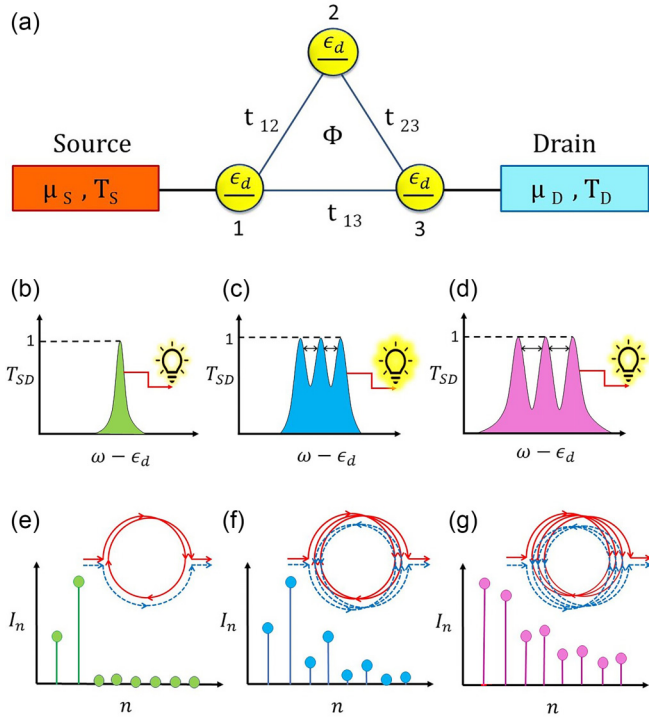 (a)
2
ϵ_d
t_12 Φ t_23
Source Drain
μ_S , T_S ϵ_d ϵ_d μ_D , T_D
t_13
1 3
(b) (c) (d)
1 1 1
T_SD T_SD T_SD
ω − ϵ_d ω − ϵ_d ω − ϵ_d
(e) (f) (g)
I_n I_n I_n
n n n